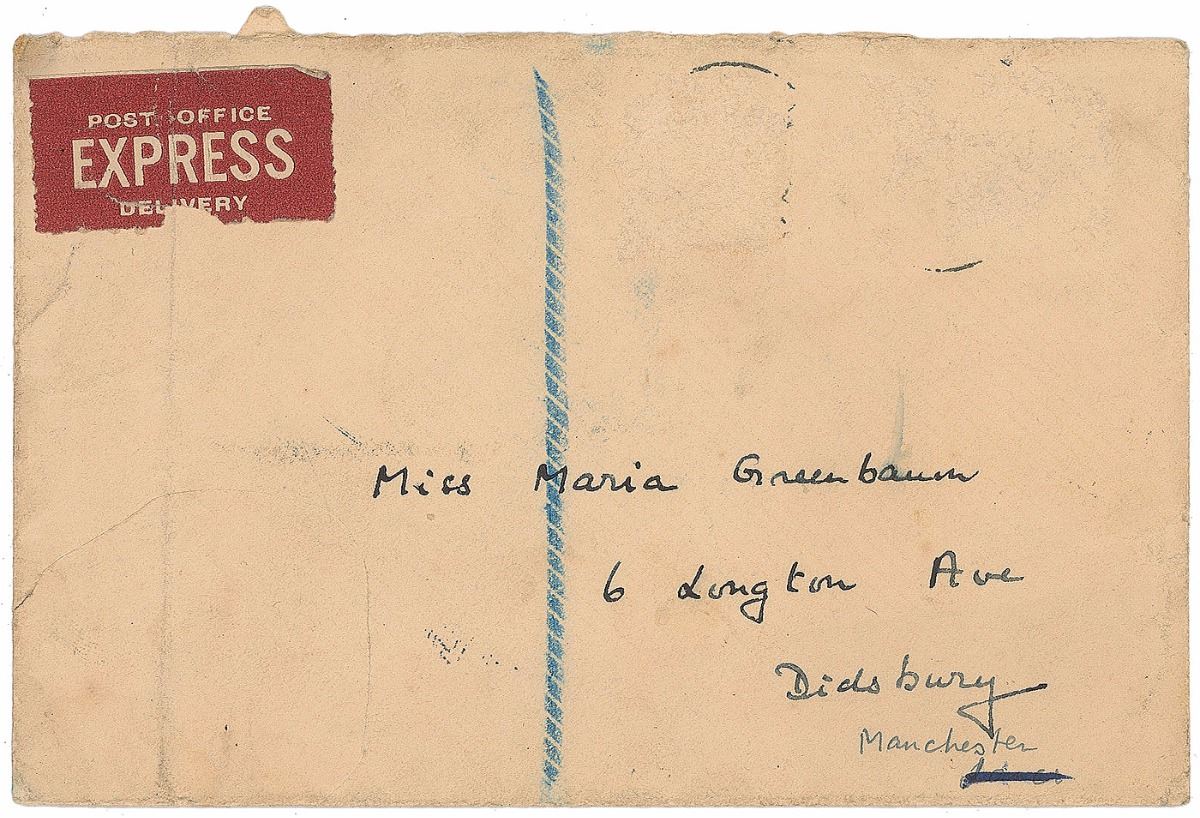 POST OFFICE
EXPRESS
DELIVERY
Miss Maria Greenbaum
6 Longton Ave
Didsbury
Manchester